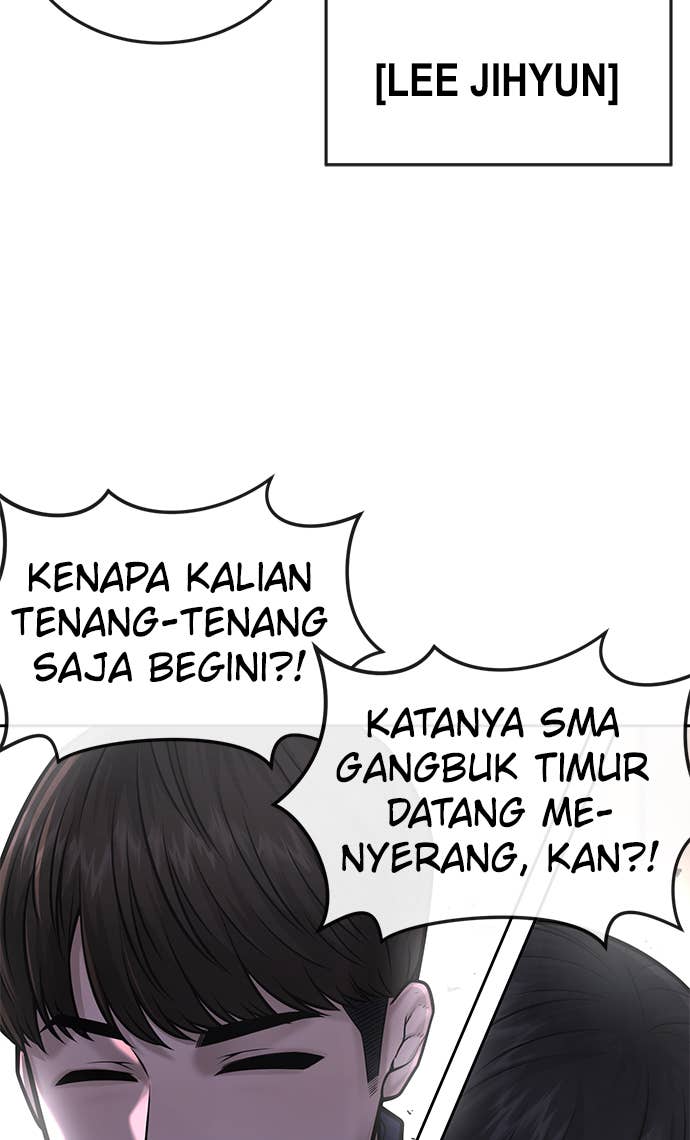 [LEE JIHYUN]
KENAPA KALIAN
TENANG-TENANG
SAJA BEGINI?!
KATANYA SMA
GANGBUK TIMUR
DATANG ME-
NYERANG, KAN?!